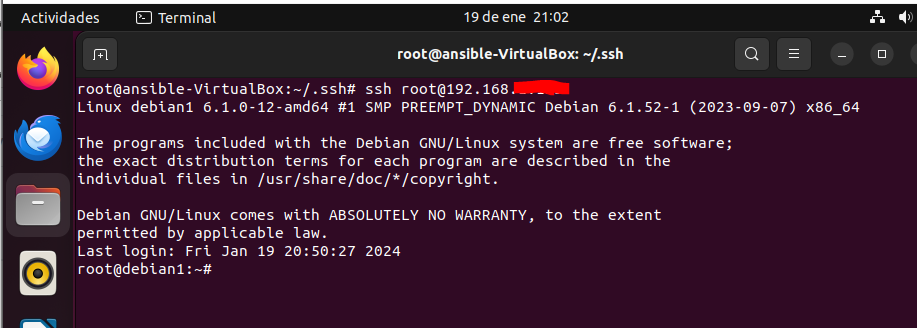 Actividades Terminal 19 de ene 21:02
root@ansible-VirtualBox: ~/.ssh
root@ansible-VirtualBox:~/.ssh# ssh root@192.168.
Linux debian1 6.1.0-12-amd64 #1 SMP PREEMPT_DYNAMIC Debian 6.1.52-1 (2023-09-07) x86_64
The programs included with the Debian GNU/Linux system are free software;
the exact distribution terms for each program are described in the
individual files in /usr/share/doc/*/copyright.
Debian GNU/Linux comes with ABSOLUTELY NO WARRANTY, to the extent
permitted by applicable law.
Last login: Fri Jan 19 20:50:27 2024
root@debian1:~#